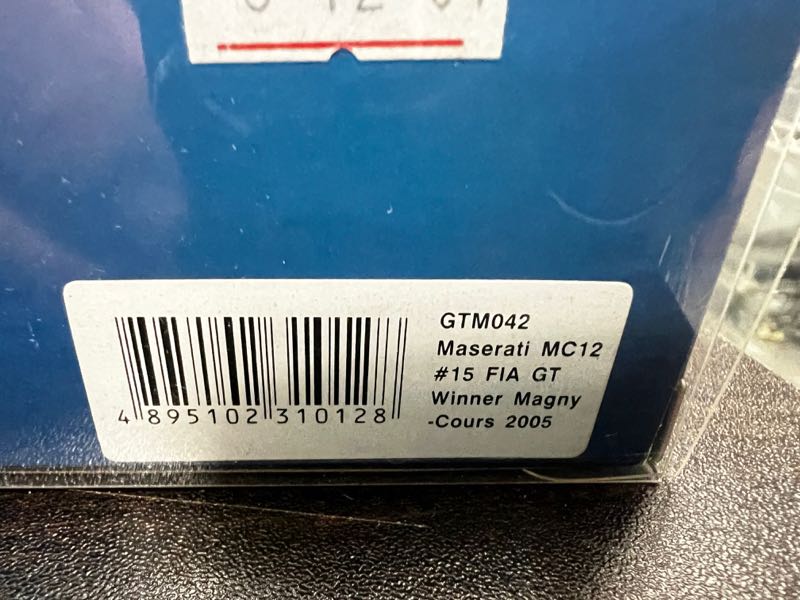 GTM042
Maserati MC12
#15 FIA GT
Winner Magny
-Cours 2005
4 895102 310128